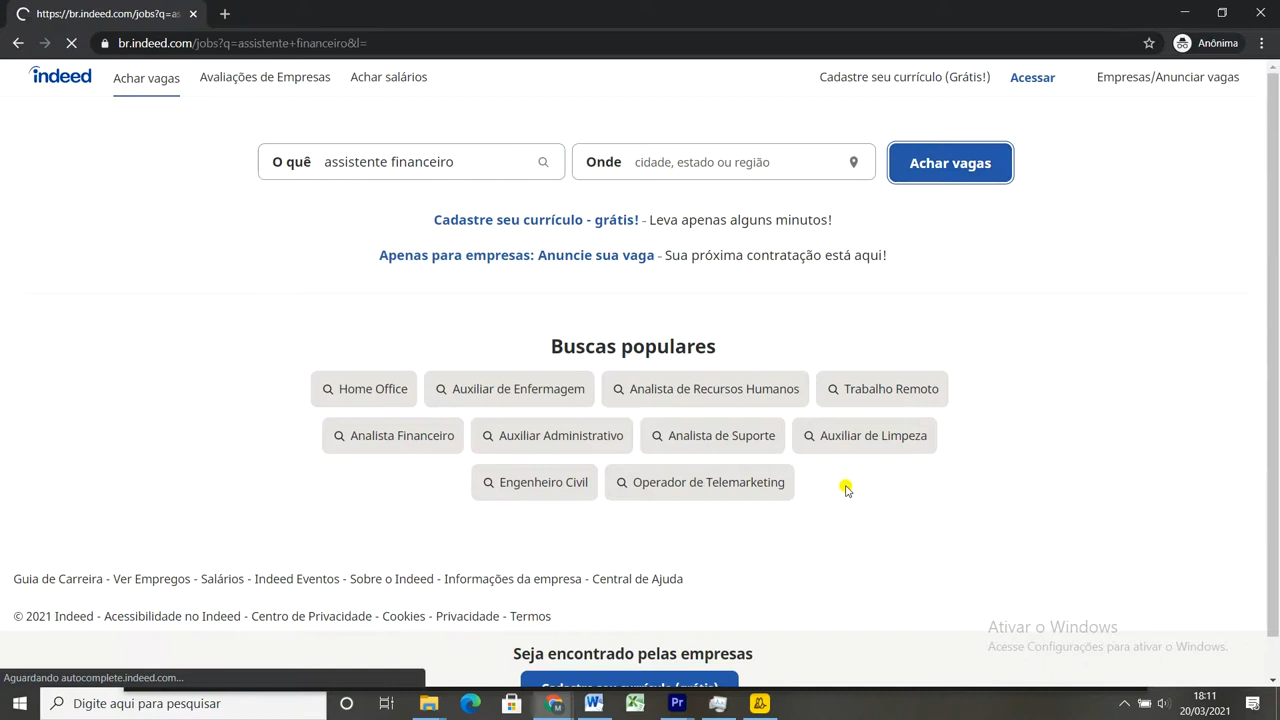 https://br.indeed.com/jobs?q=as
br.indeed.com/jobs?q=assistente+financeiro&l=
Anônima
indeed
Achar vagas
Avaliações de Empresas
Achar salários
Cadastre seu currículo (Grátis!)
Acessar
Empresas/Anunciar vagas
O quê assistente financeiro
Onde cidade, estado ou região
Achar vagas
Cadastre seu currículo - grátis! - Leva apenas alguns minutos!
Apenas para empresas: Anuncie sua vaga - Sua próxima contratação está aqui!
Buscas populares
Home Office
Auxiliar de Enfermagem
Analista de Recursos Humanos
Trabalho Remoto
Analista Financeiro
Auxiliar Administrativo
Analista de Suporte
Auxiliar de Limpeza
Engenheiro Civil
Operador de Telemarketing
Guia de Carreira - Ver Empregos - Salários - Indeed Eventos - Sobre o Indeed - Informações da empresa - Central de Ajuda
© 2021 Indeed - Acessibilidade no Indeed - Centro de Privacidade - Cookies - Privacidade - Termos
Ativar o Windows
Acesse Configurações para ativar o Windows.
Seja encontrado pelas empresas
Cadastre seu currículo (grátis)
Aguardando autocomplete.indeed.com...
Digite aqui para pesquisar
W
Pr
18:11
20/03/2021